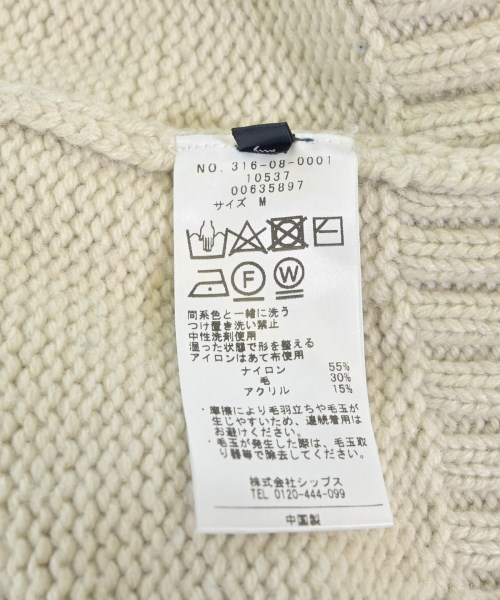 NO. 316-08-0001
10537
00635897
サイズ M
F W
同系色と一緒に洗う
つけ置き洗い禁止
中性洗剤使用
湿った状態で形を整える
アイロンはあて布使用
ナイロン 55%
毛 30%
アクリル 15%
・摩擦により毛羽立ちや毛玉が
生じやすいため、連続着用は
お避けください。
・毛玉が発生した際は、毛玉取
り器等で除去してください。
株式会社シップス
TEL 0120-444-099
中国製